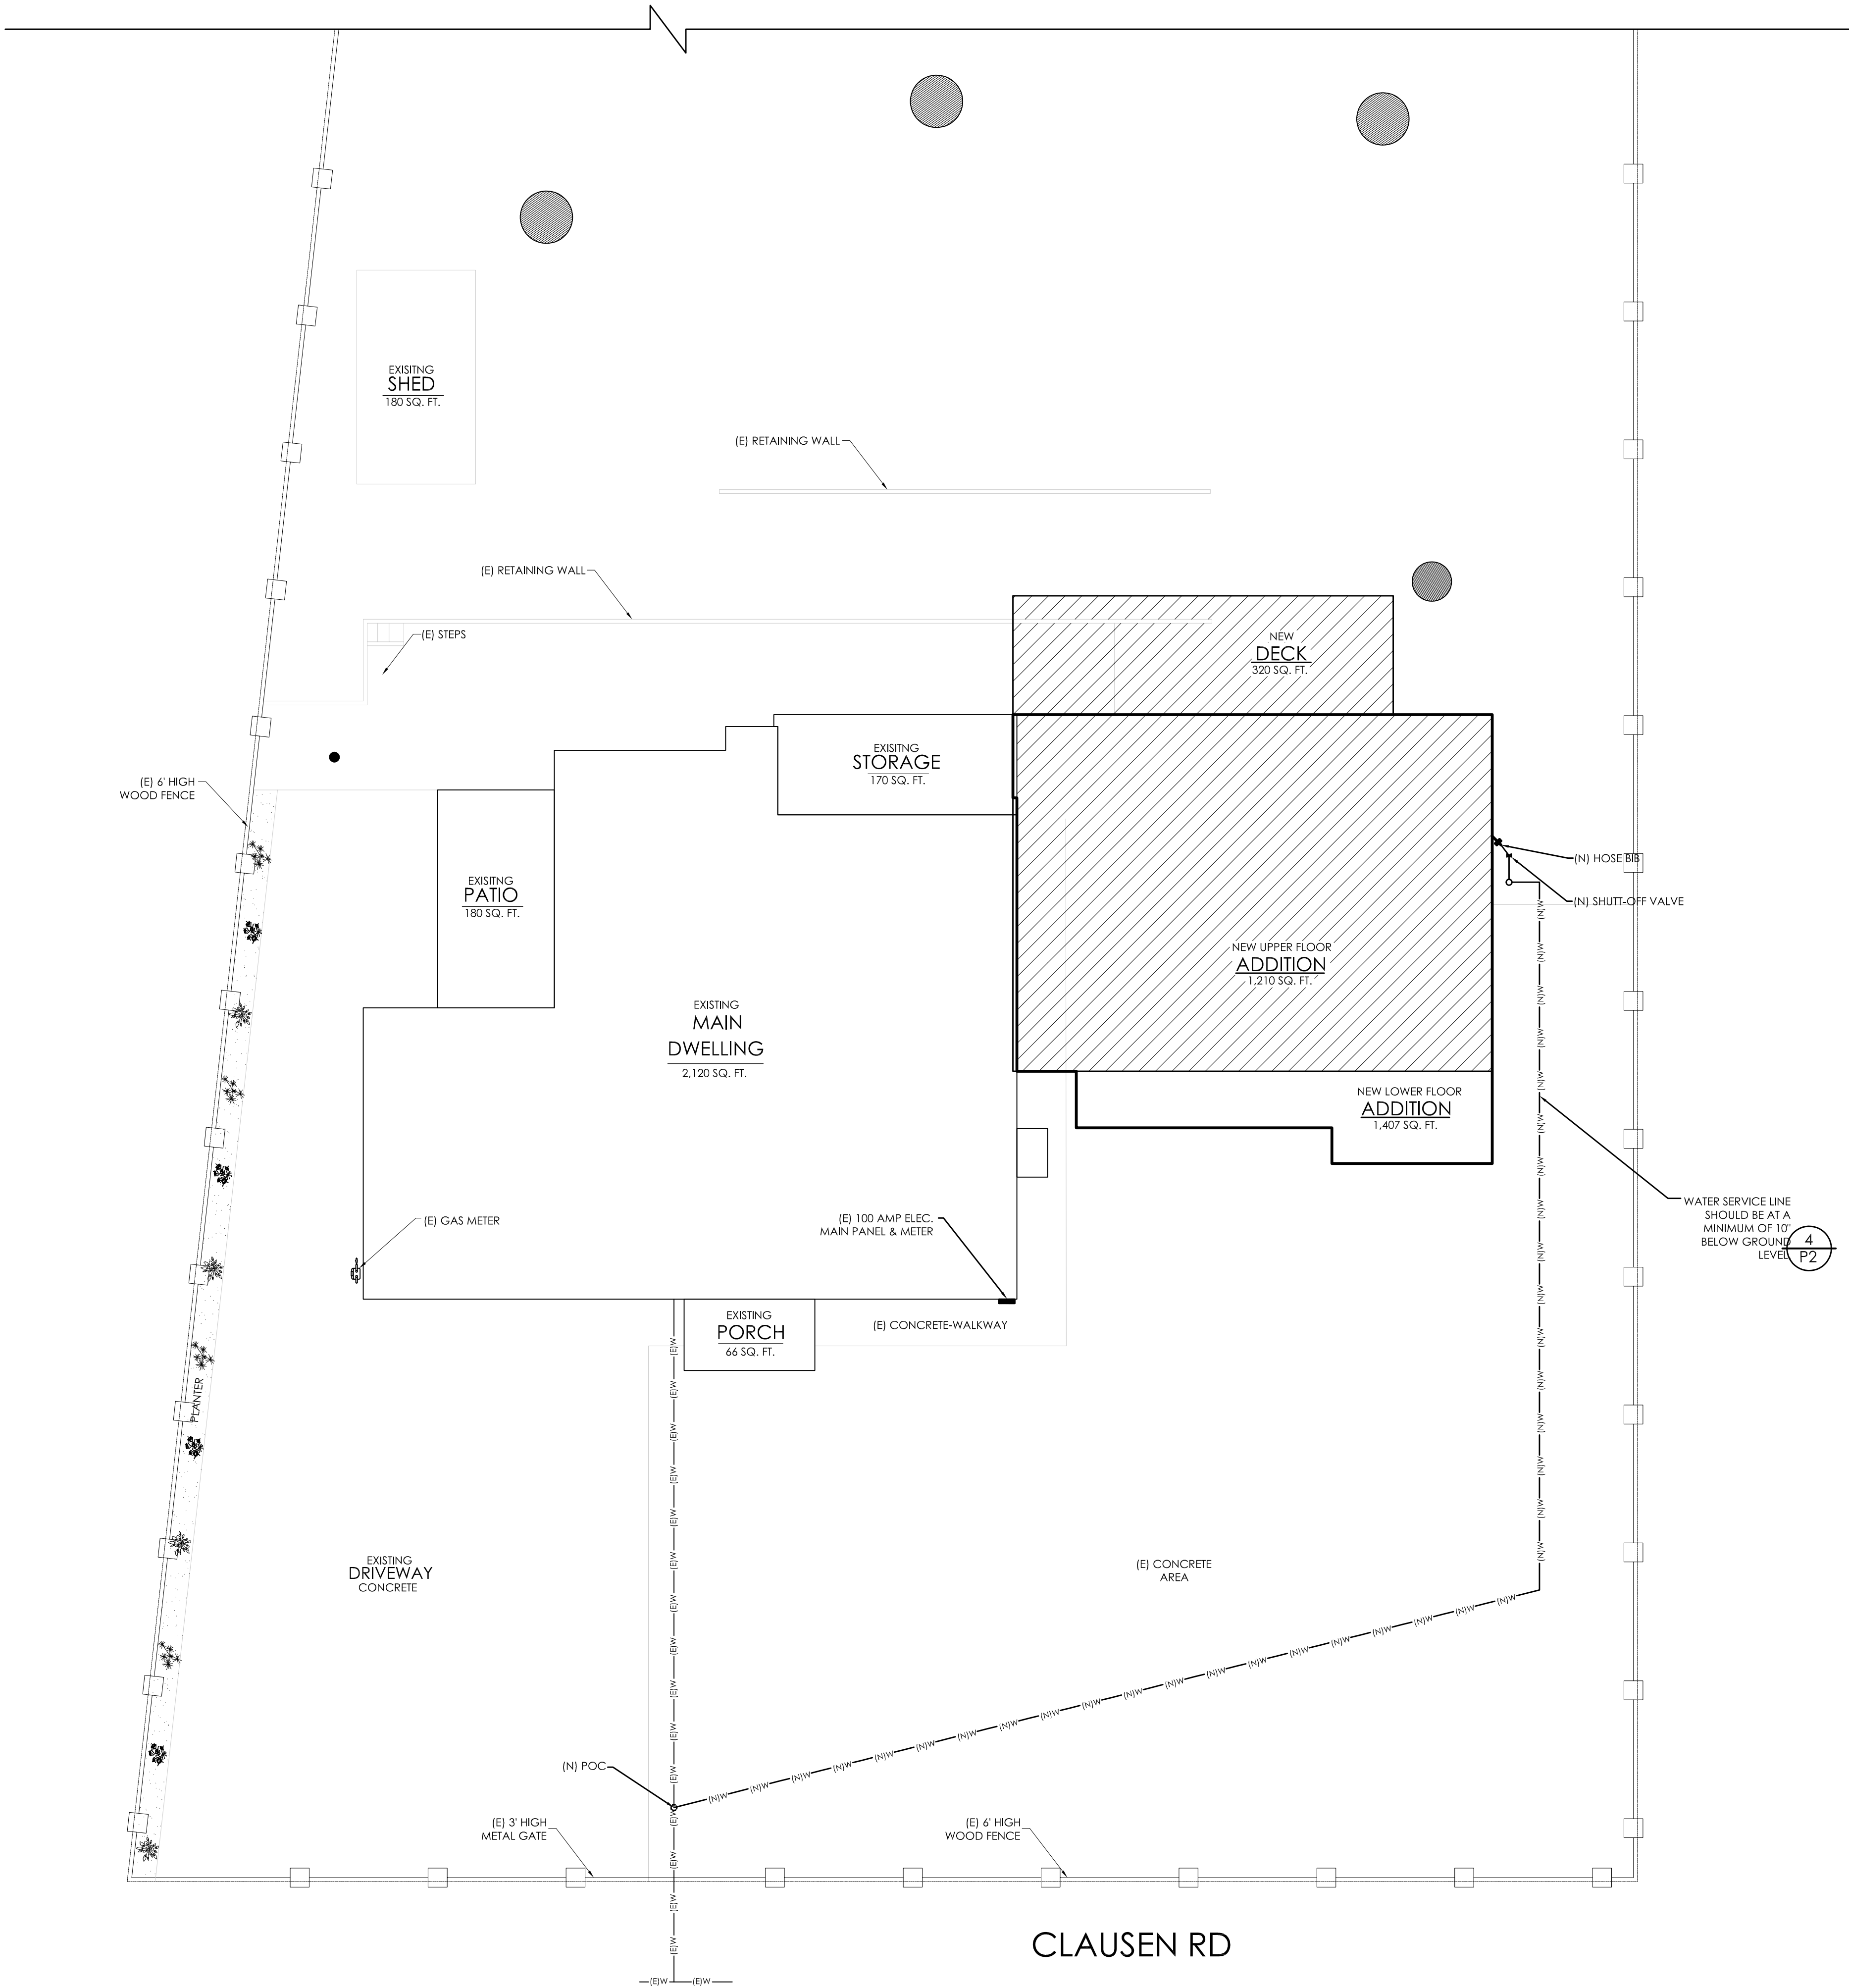 EXISITNG
SHED
180 SQ. FT.
(E) RETAINING WALL
(E) RETAINING WALL
(E) STEPS
NEW
DECK
320 SQ. FT.
(E) 6' HIGH
WOOD FENCE
EXISITNG
STORAGE
170 SQ. FT.
EXISITNG
PATIO
180 SQ. FT.
(N) HOSE BIB
(N) SHUTT-OFF VALVE
NEW UPPER FLOOR
ADDITION
1,210 SQ. FT.
EXISTING
MAIN
DWELLING
2,120 SQ. FT.
NEW LOWER FLOOR
ADDITION
1,407 SQ. FT.
(E) GAS METER
(E) 100 AMP ELEC.
MAIN PANEL & METER
WATER SERVICE LINE
SHOULD BE AT A
MINIMUM OF 10"
BELOW GROUND
LEVEL
4
P2
EXISTING
PORCH
66 SQ. FT.
(E) CONCRETE-WALKWAY
PLANTER
EXISTING
DRIVEWAY
CONCRETE
(E) CONCRETE
AREA
(N)W (N)W (N)W (N)W (N)W (N)W (N)W (N)W (N)W (N)W (N)W (N)W (N)W (N)W (N)W (N)W
(N)W (N)W (N)W (N)W (N)W (N)W (N)W (N)W (N)W (N)W (N)W (N)W (N)W (N)W (N)W (N)W (N)W (N)W (N)W (N)W
(E)W (E)W (E)W (E)W (E)W (E)W (E)W (E)W (E)W (E)W (E)W (E)W (E)W (E)W (E)W
(N) POC
(E) 3' HIGH
METAL GATE
(E) 6' HIGH
WOOD FENCE
CLAUSEN RD
(E)W (E)W